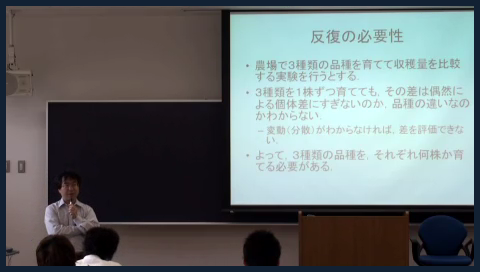 反復の必要性
• 農場で3種類の品種を育てて収穫量を比較
する実験を行うとする.
• 3種類を1株ずつ育てても, その差は偶然に
よる個体差にすぎないのか, 品種の違いなの
かわからない.
– 変動（分散）がわからなければ, 差を評価できな
い.
• よって, 3種類の品種を, それぞれ何株か育
てる必要がある.